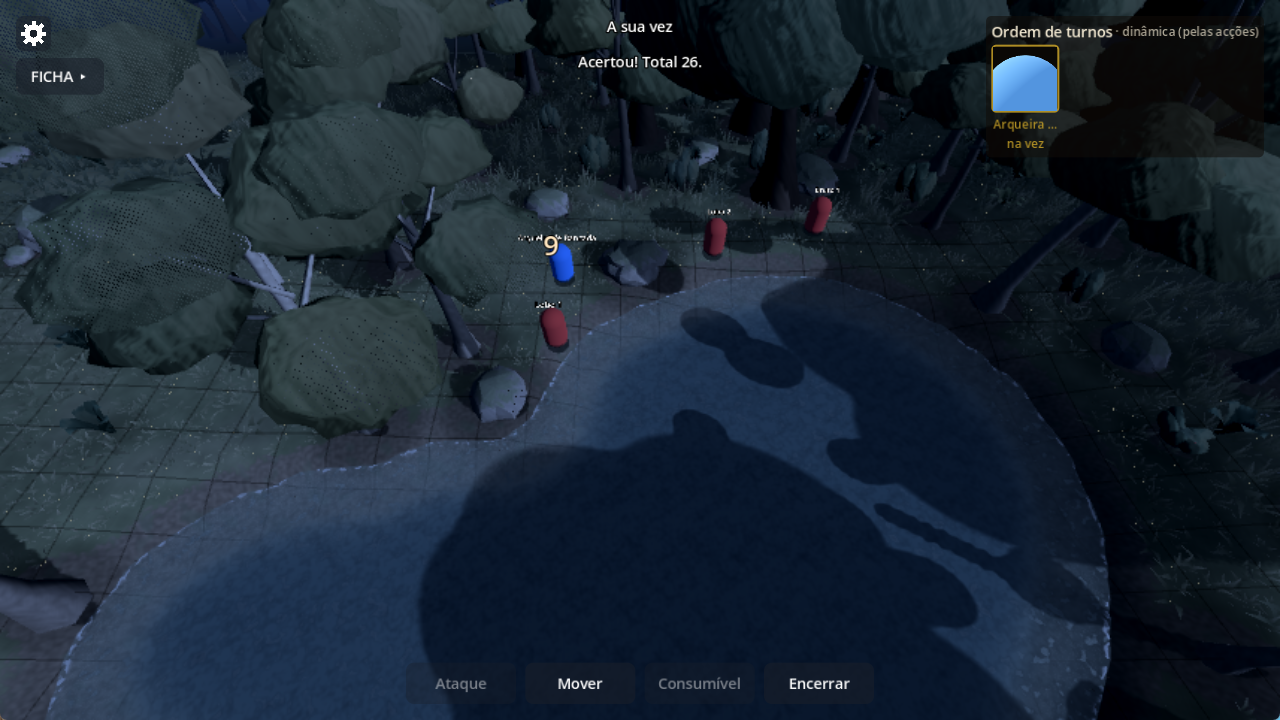 A sua vez
Acertou! Total 26.
FICHA
Ordem de turnos · dinâmica (pelas acções)
Arqueira ...
na vez
9
Ataque
Mover
Consumível
Encerrar